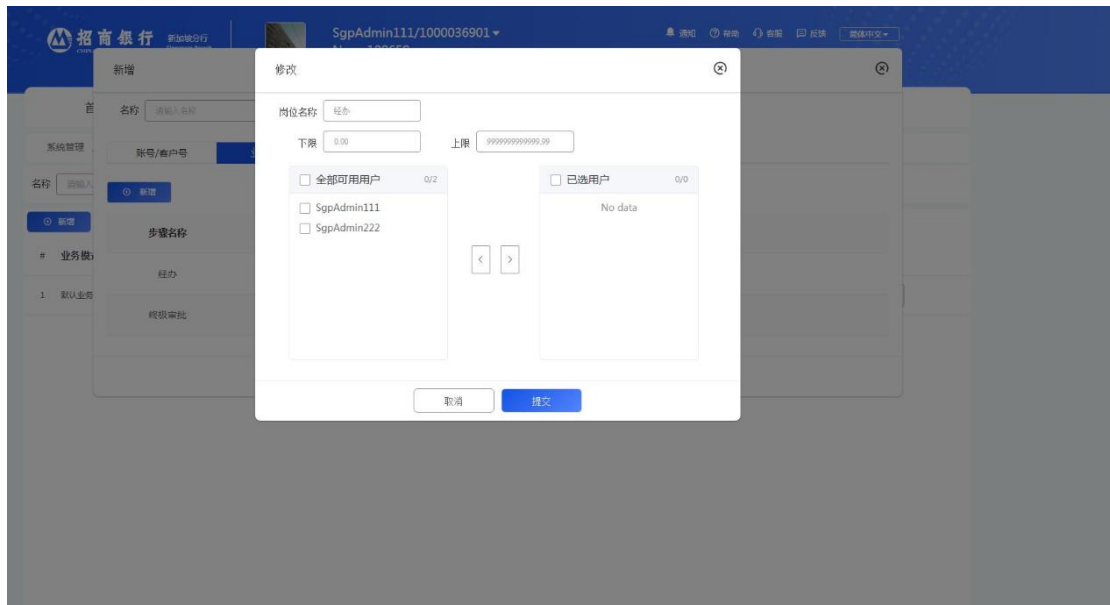 招商銀行 新加坡分行 SgpAdmin111/1000036901 通知 帮助 客服 反馈 简体中文
新增
修改
首
名称 请输入名称
岗位名称 经办
下限 0.00 上限 9999999999999.99
系统管理
账号/客户号
名称 请输入
新增
新增
全部可用用户 0/2 已选用户 0/0
SgpAdmin111 No data
SgpAdmin222
步骤名称
# 业务模
经办
1 默认业务
终极审批
取消 提交